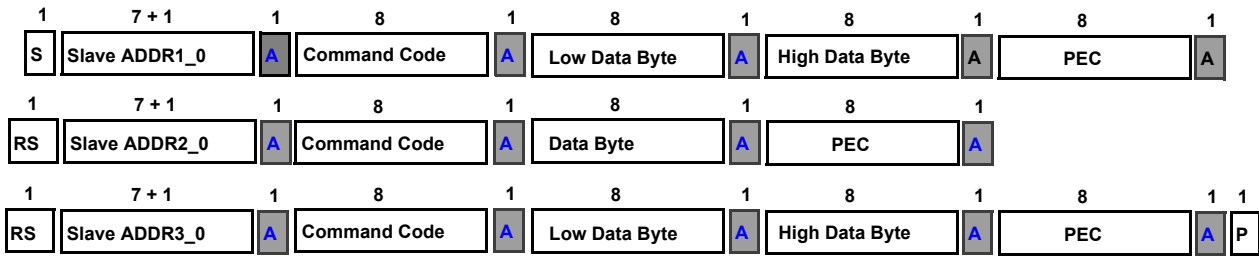 1 7 + 1 1 8 1 8 1 8 1 8 1
S Slave ADDR1_0 A Command Code A Low Data Byte A High Data Byte A PEC A
1 7 + 1 1 8 1 8 1 8 1
RS Slave ADDR2_0 A Command Code A Data Byte A PEC A
1 7 + 1 1 8 1 8 1 8 1 8 1 1
RS Slave ADDR3_0 A Command Code A Low Data Byte A High Data Byte A PEC A P